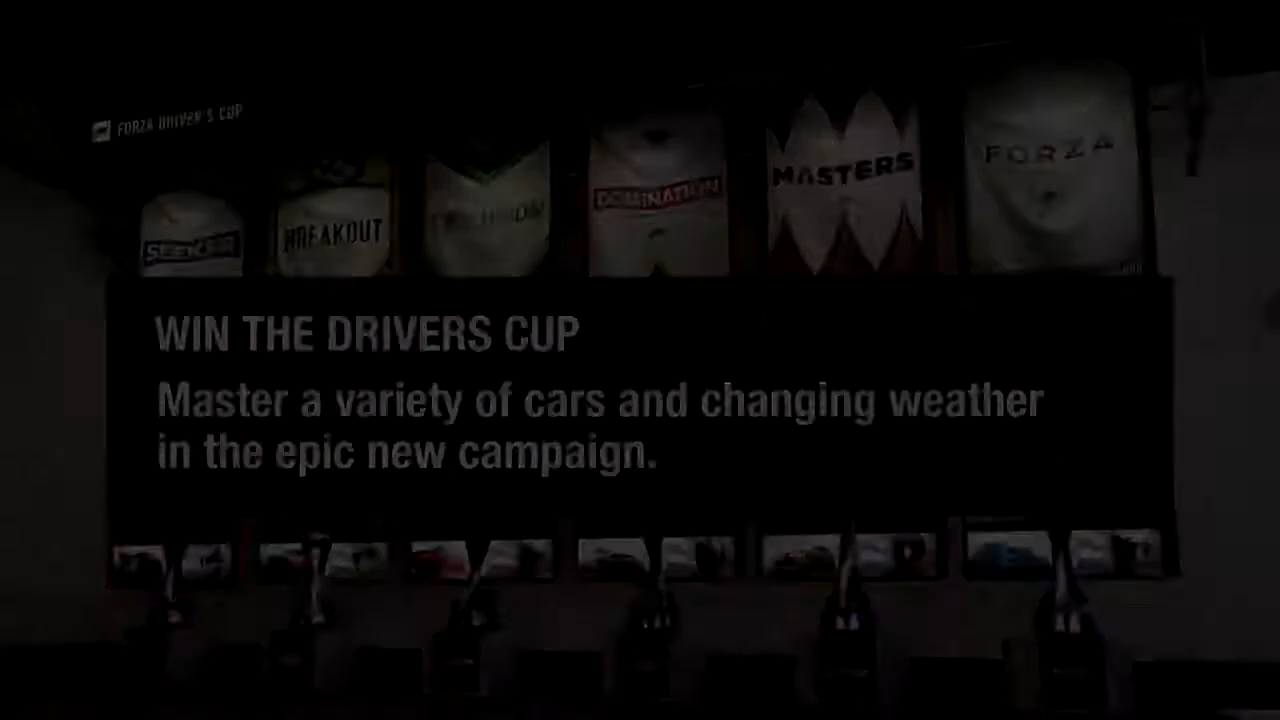 FORZA DRIVER'S CUP
SEEKER
BREAKOUT
DOMINATION
MASTERS
FORZA
WIN THE DRIVERS CUP
Master a variety of cars and changing weather
in the epic new campaign.